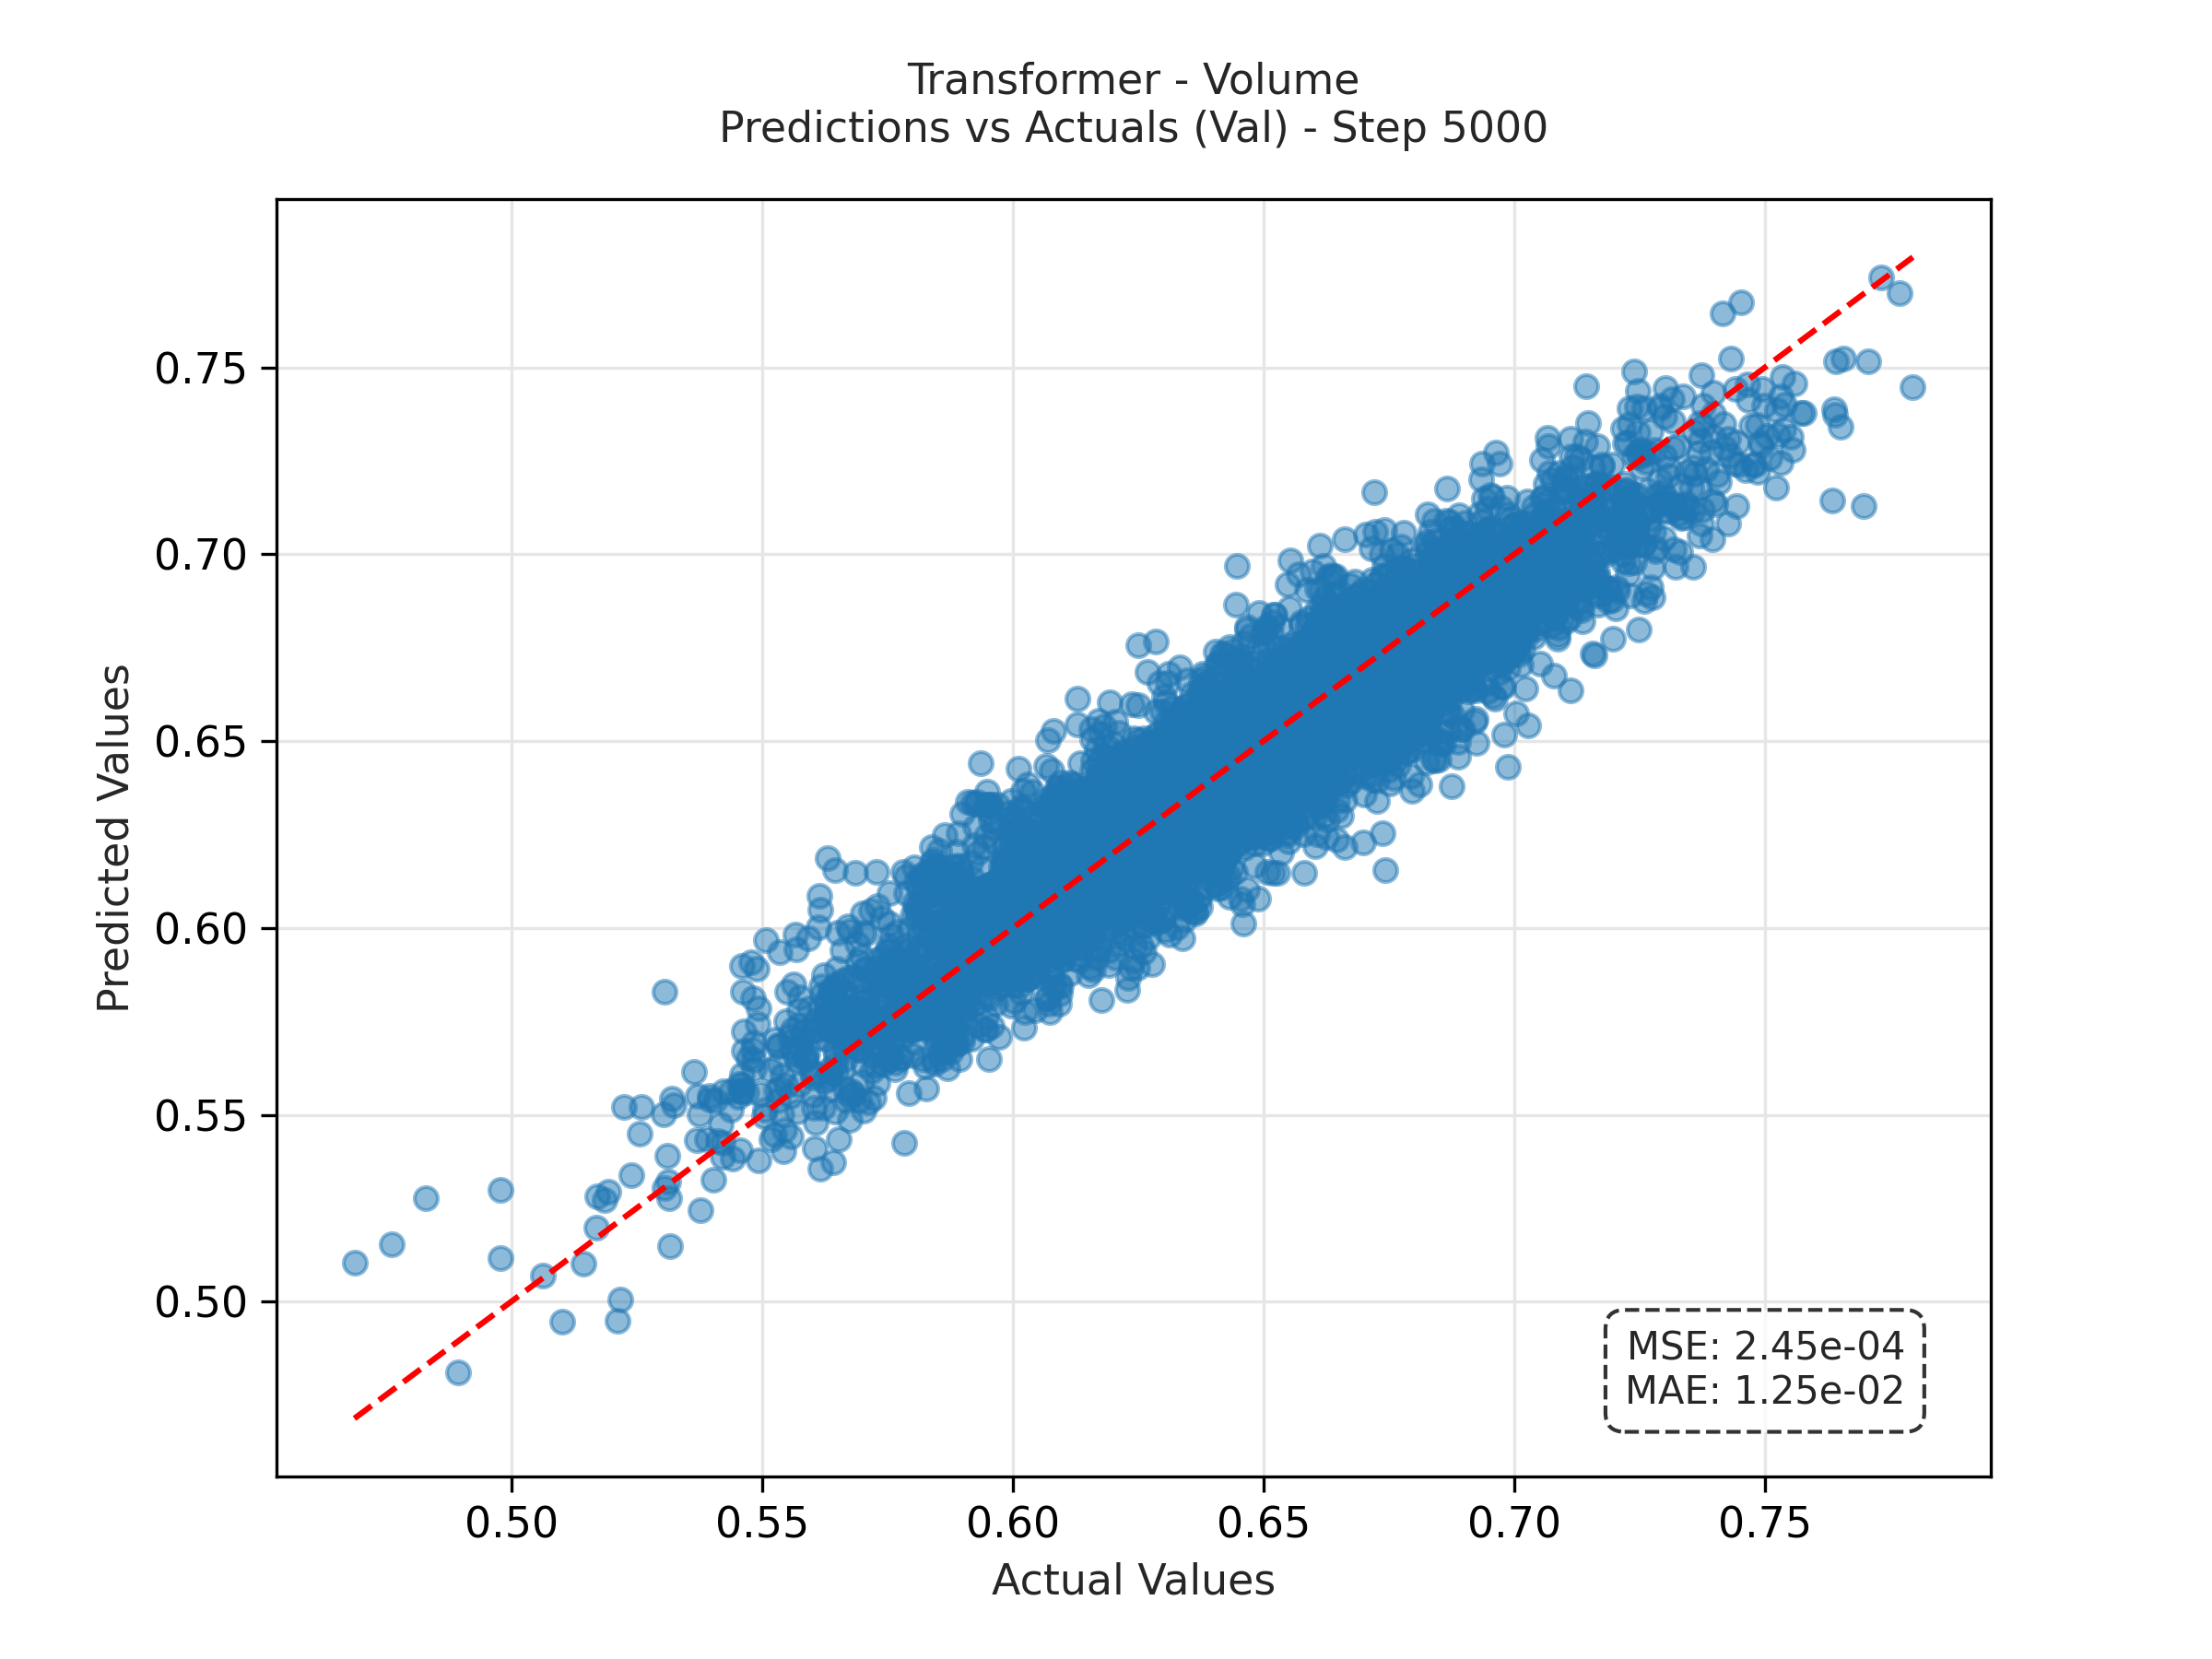 Transformer - Volume
Predictions vs Actuals (Val) - Step 5000
Predicted Values
0.75
0.70
0.65
0.60
0.55
0.50
MSE: 2.45e-04
MAE: 1.25e-02
0.50 0.55 0.60 0.65 0.70 0.75
Actual Values